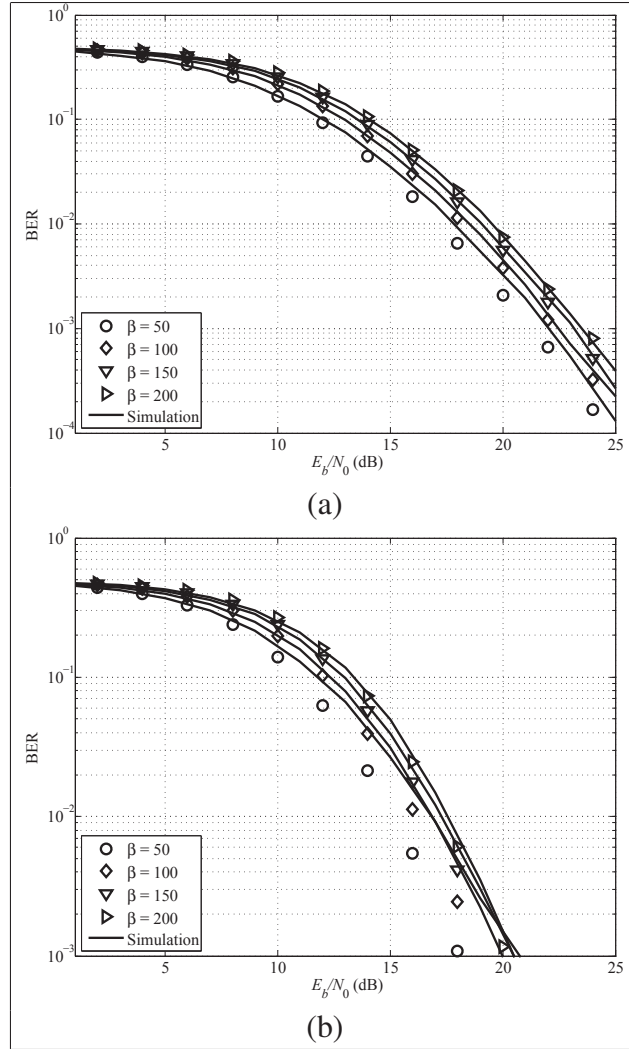 10^0
10^-1
10^-2
10^-3
10^-4
BER
β = 50
β = 100
β = 150
β = 200
Simulation
5 10 15 20 25
E_b/N_0 (dB)
(a)
10^0
10^-1
10^-2
10^-3
BER
β = 50
β = 100
β = 150
β = 200
Simulation
5 10 15 20 25
E_b/N_0 (dB)
(b)